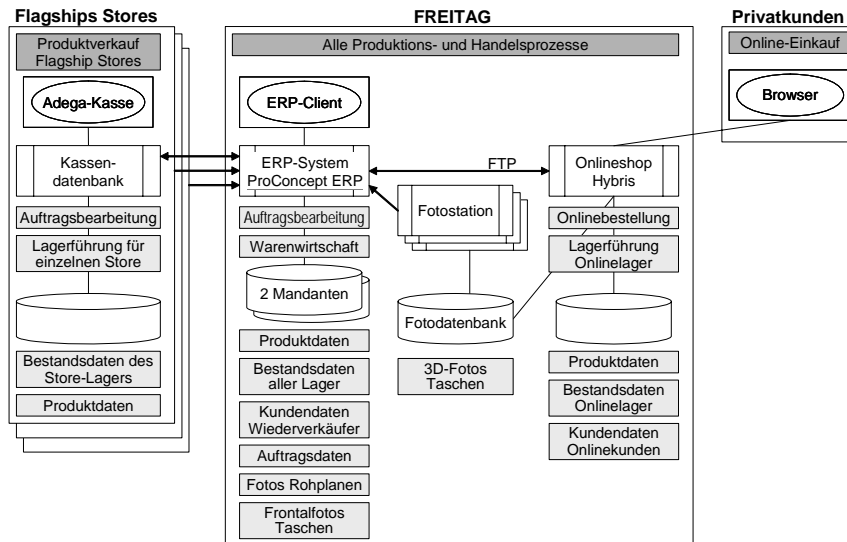 Flagships Stores
Produktverkauf
Flagship Stores
Adega-Kasse
Kassen-
datenbank
Auftragsbearbeitung
Lagerführung für
einzelnen Store
Bestandsdaten des
Store-Lagers
Produktdaten
FREITAG
Alle Produktions- und Handelsprozesse
ERP-Client
ERP-System
ProConcept ERP
Auftragsbearbeitung
Warenwirtschaft
2 Mandanten
Produktdaten
Bestandsdaten
aller Lager
Kundendaten
Wiederverkäufer
Auftragsdaten
Fotos Rohplanen
Frontalfotos
Taschen
FTP
Fotostation
Fotodatenbank
3D-Fotos
Taschen
Onlineshop
Hybris
Onlinebestellung
Lagerführung
Onlinelager
Produktdaten
Bestandsdaten
Onlinelager
Kundendaten
Onlinekunden
Privatkunden
Online-Einkauf
Browser